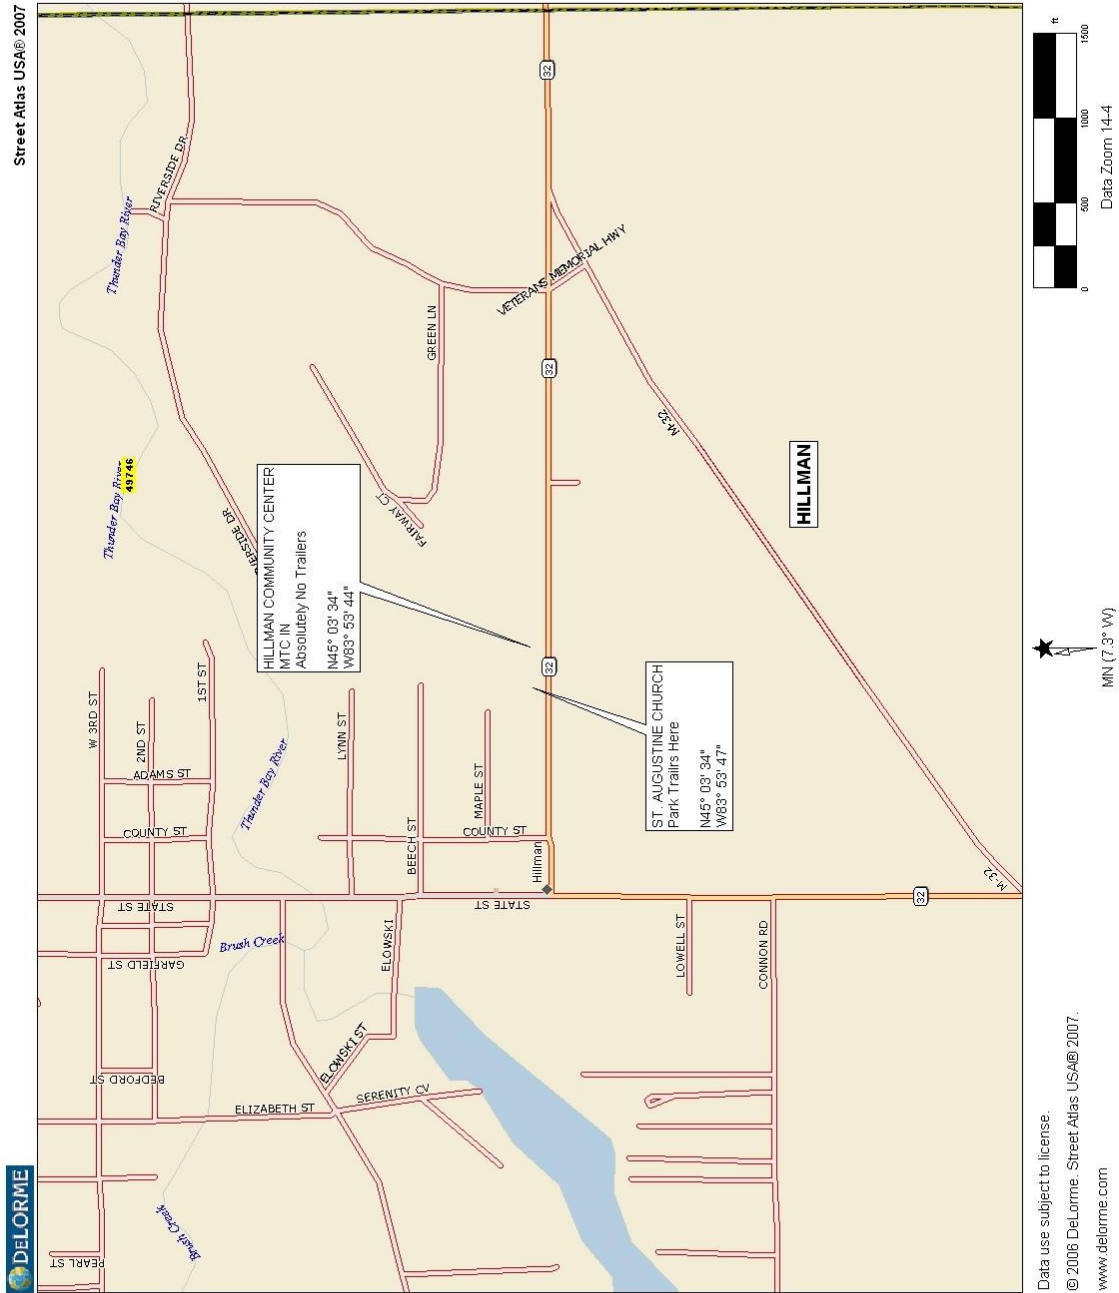 DELORME
Street Atlas USA® 2007
PEARL ST
Brush Creek
BEDFORD ST
ELIZABETH ST
GARFIELD ST
STATE ST
COUNTY ST
ADAMS ST
W 3RD ST
2ND ST
1ST ST
Brush Creek
Thunder Bay River
Thunder Bay River
49746
Thunder Bay River
RIVERSIDE DR
ERSIDE DR
HILLMAN COMMUNITY CENTER
MTC IN
Absolutely No Trailers
N45° 03' 34"
W83° 53' 44"
LYNN ST
BEECH ST
MAPLE ST
COUNTY ST
Hillman
STATE ST
ELOWSKI
ELOWSKI ST
SERENITY CV
FAIRWAY CT
GREEN LN
VETERANS MEMORIAL HWY
32
32
32
32
ST. AUGUSTINE CHURCH
Park Trailrs Here
N45° 03' 34"
W83° 53' 47"
M-32
HILLMAN
M-32
LOWELL ST
CONNON RD
Data use subject to license.
© 2006 DeLorme. Street Atlas USA® 2007.
www.delorme.com
MN (7.3° W)
ft
0
500
1000
1500
Data Zoom 14-4